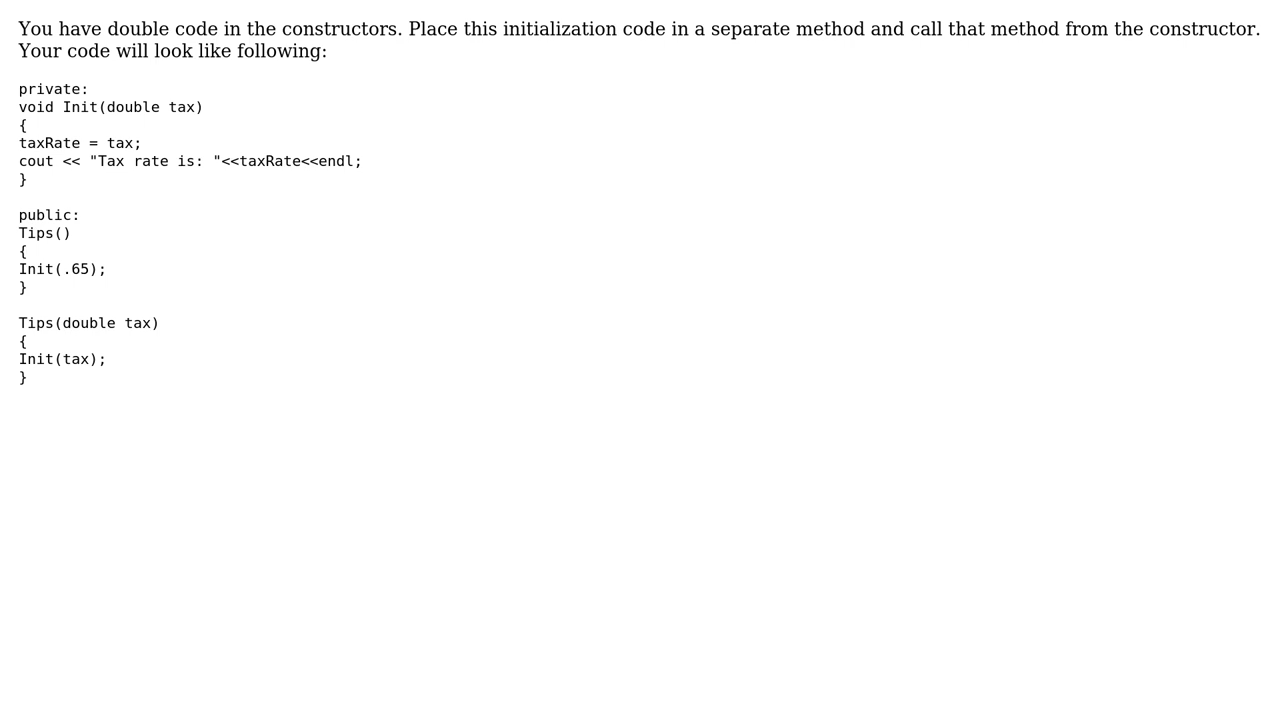 You have double code in the constructors. Place this initialization code in a separate method and call that method from the constructor.
Your code will look like following:
private:
void Init(double tax)
{
taxRate = tax;
cout << "Tax rate is: "<<taxRate<<endl;
}
public:
Tips()
{
Init(.65);
}
Tips(double tax)
{
Init(tax);
}